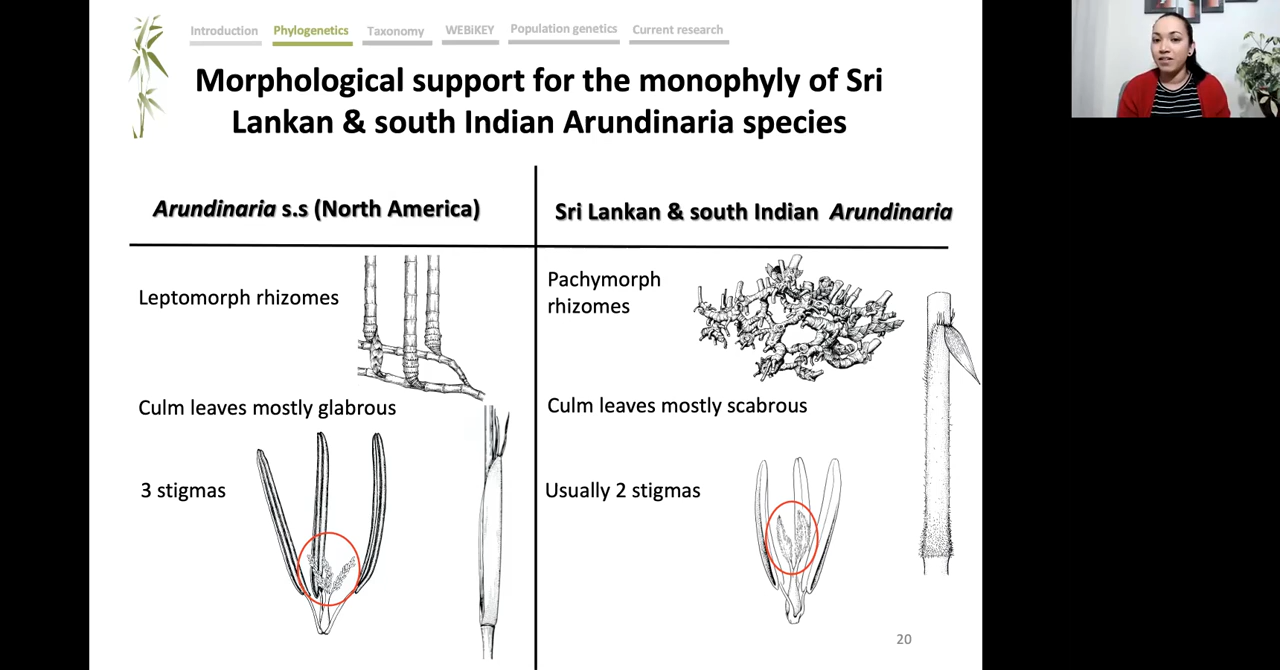 Introduction Phylogenetics Taxonomy WEBiKEY Population genetics Current research
Morphological support for the monophyly of Sri
Lankan & south Indian Arundinaria species
Arundinaria s.s (North America)
Leptomorph rhizomes
Culm leaves mostly glabrous
3 stigmas
Sri Lankan & south Indian Arundinaria
Pachymorph
rhizomes
Culm leaves mostly scabrous
Usually 2 stigmas
20